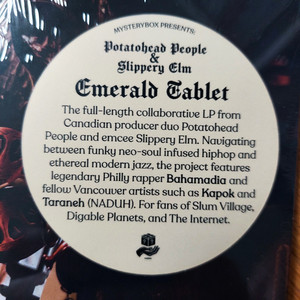 MYSTERYBOX PRESENTS:
Potatohead People
&
Slippery Elm
Emerald Tablet
The full-length collaborative LP from
Canadian producer duo Potatohead
People and emcee Slippery Elm. Navigating
between funky neo-soul infused hiphop and
ethereal modern jazz, the project features
legendary Philly rapper Bahamadia and
fellow Vancouver artists such as Kapok and
Taraneh (NADUH). For fans of Slum Village,
Digable Planets, and The Internet.